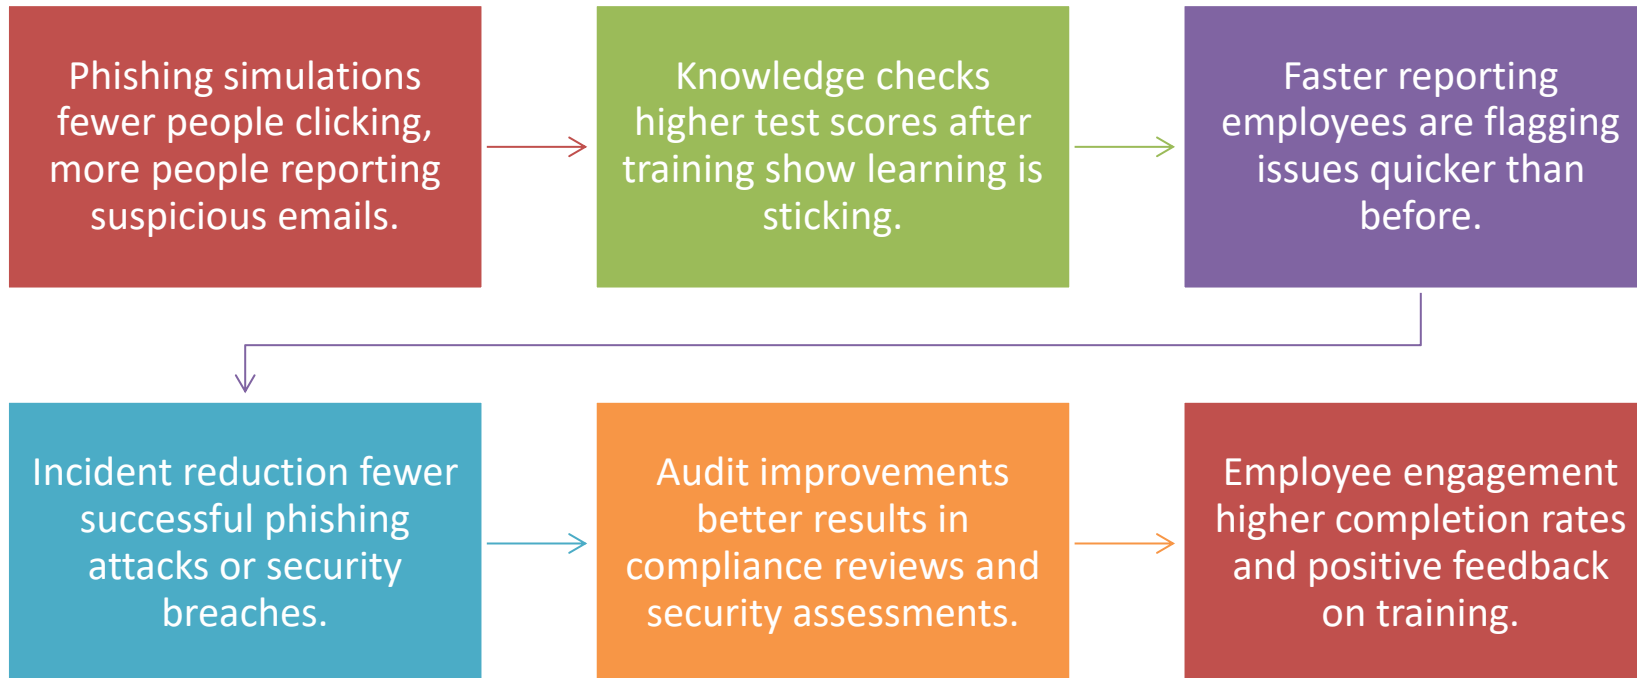 Phishing simulations
fewer people clicking,
more people reporting
suspicious emails.
Knowledge checks
higher test scores after
training show learning is
sticking.
Faster reporting
employees are flagging
issues quicker than
before.
Incident reduction fewer
successful phishing
attacks or security
breaches.
Audit improvements
better results in
compliance reviews and
security assessments.
Employee engagement
higher completion rates
and positive feedback
on training.